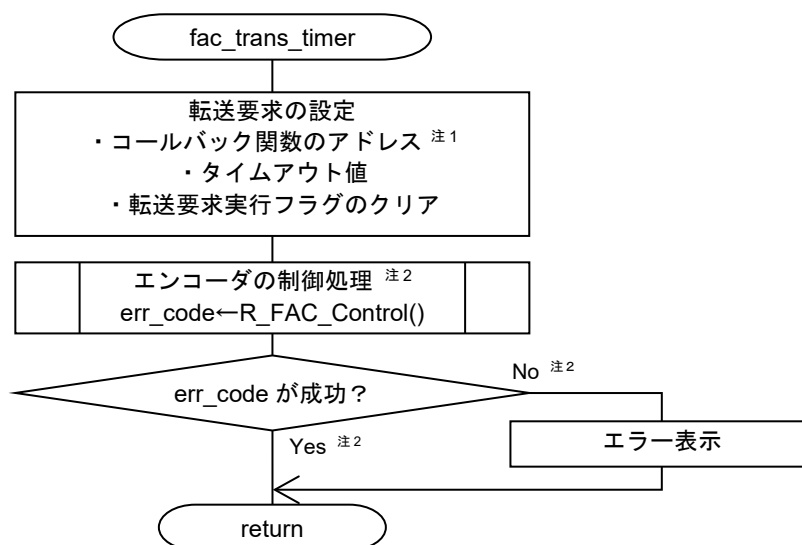 fac_trans_timer
転送要求の設定
・コールバック関数のアドレス 注1
・タイムアウト値
・転送要求実行フラグのクリア
エンコーダの制御処理 注2
err_code←R_FAC_Control()
No 注2
err_code が成功？
エラー表示
Yes 注2
return